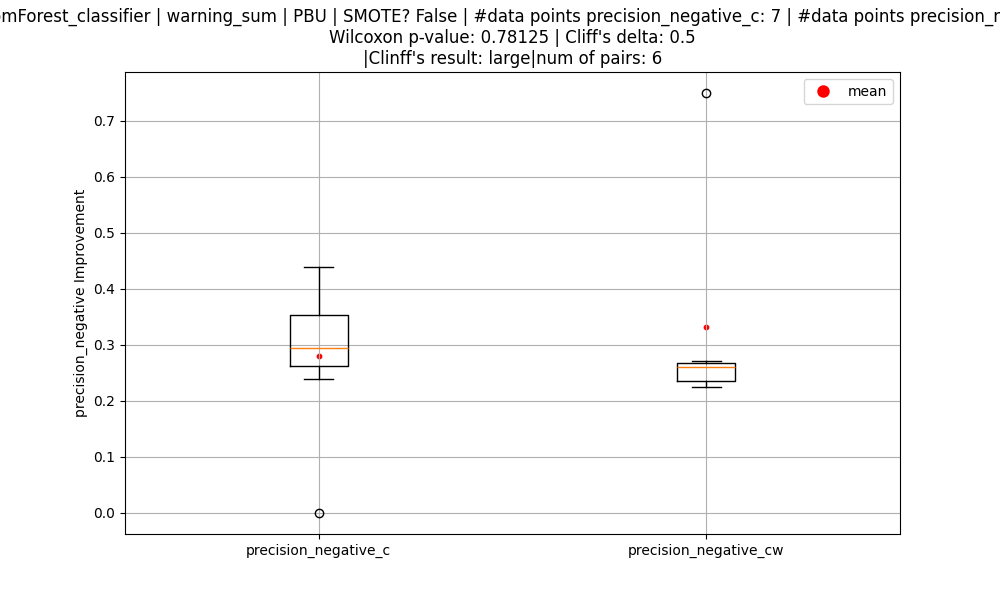 mForest_classifier | warning_sum | PBU | SMOTE? False | #data points precision_negative_c: 7 | #data points
Wilcoxon p-value: 0.78125 | Cliff's delta: 0.5
|Clinff's result: large|num of pairs: 6
mean
precision_negative Improvement
0.7
0.6
0.5
0.4
0.3
0.2
0.1
0.0
precision_negative_c
precision_negative_cw